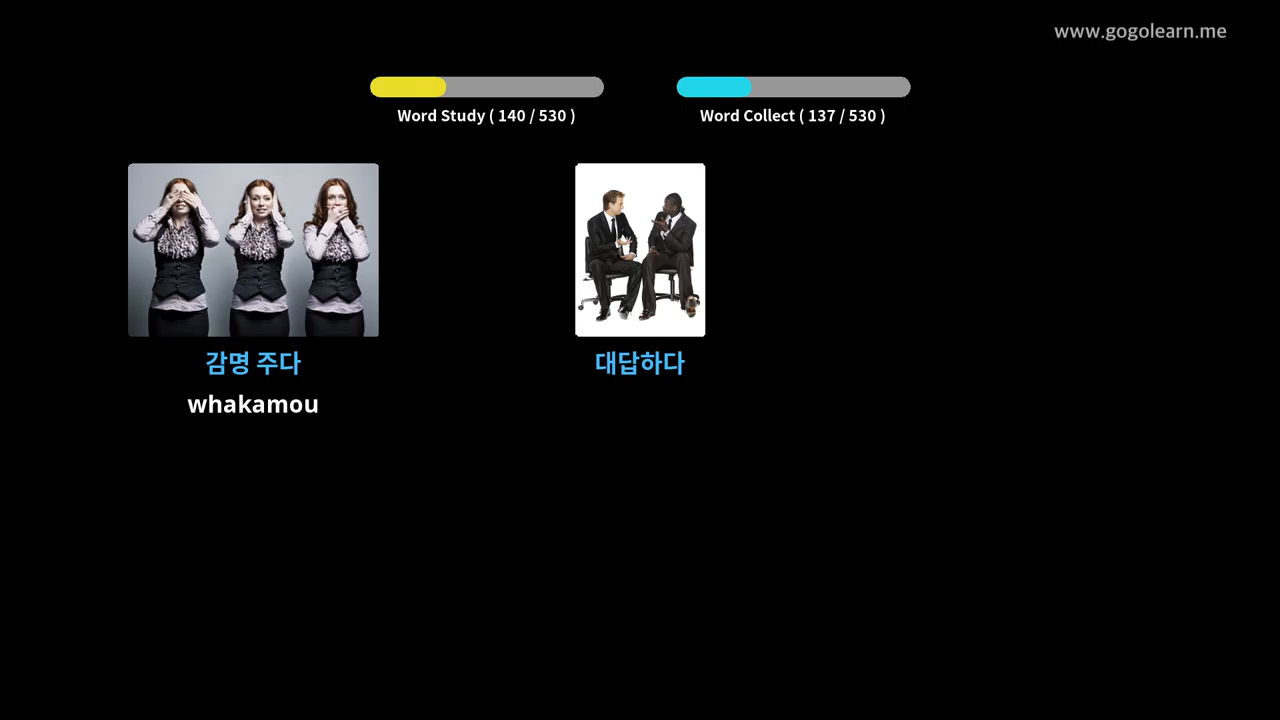 www.gogolearn.me
Word Study ( 140 / 530 )
Word Collect ( 137 / 530 )
감명 주다
whakamou
대답하다